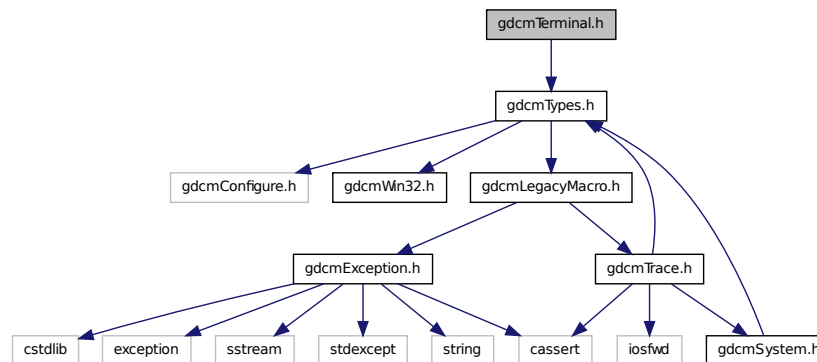 gdcmTerminal.h
gdcmTypes.h
gdcmConfigure.h
gdcmWin32.h
gdcmLegacyMacro.h
gdcmException.h
gdcmTrace.h
cstdlib
exception
sstream
stdexcept
string
cassert
iosfwd
gdcmSystem.h